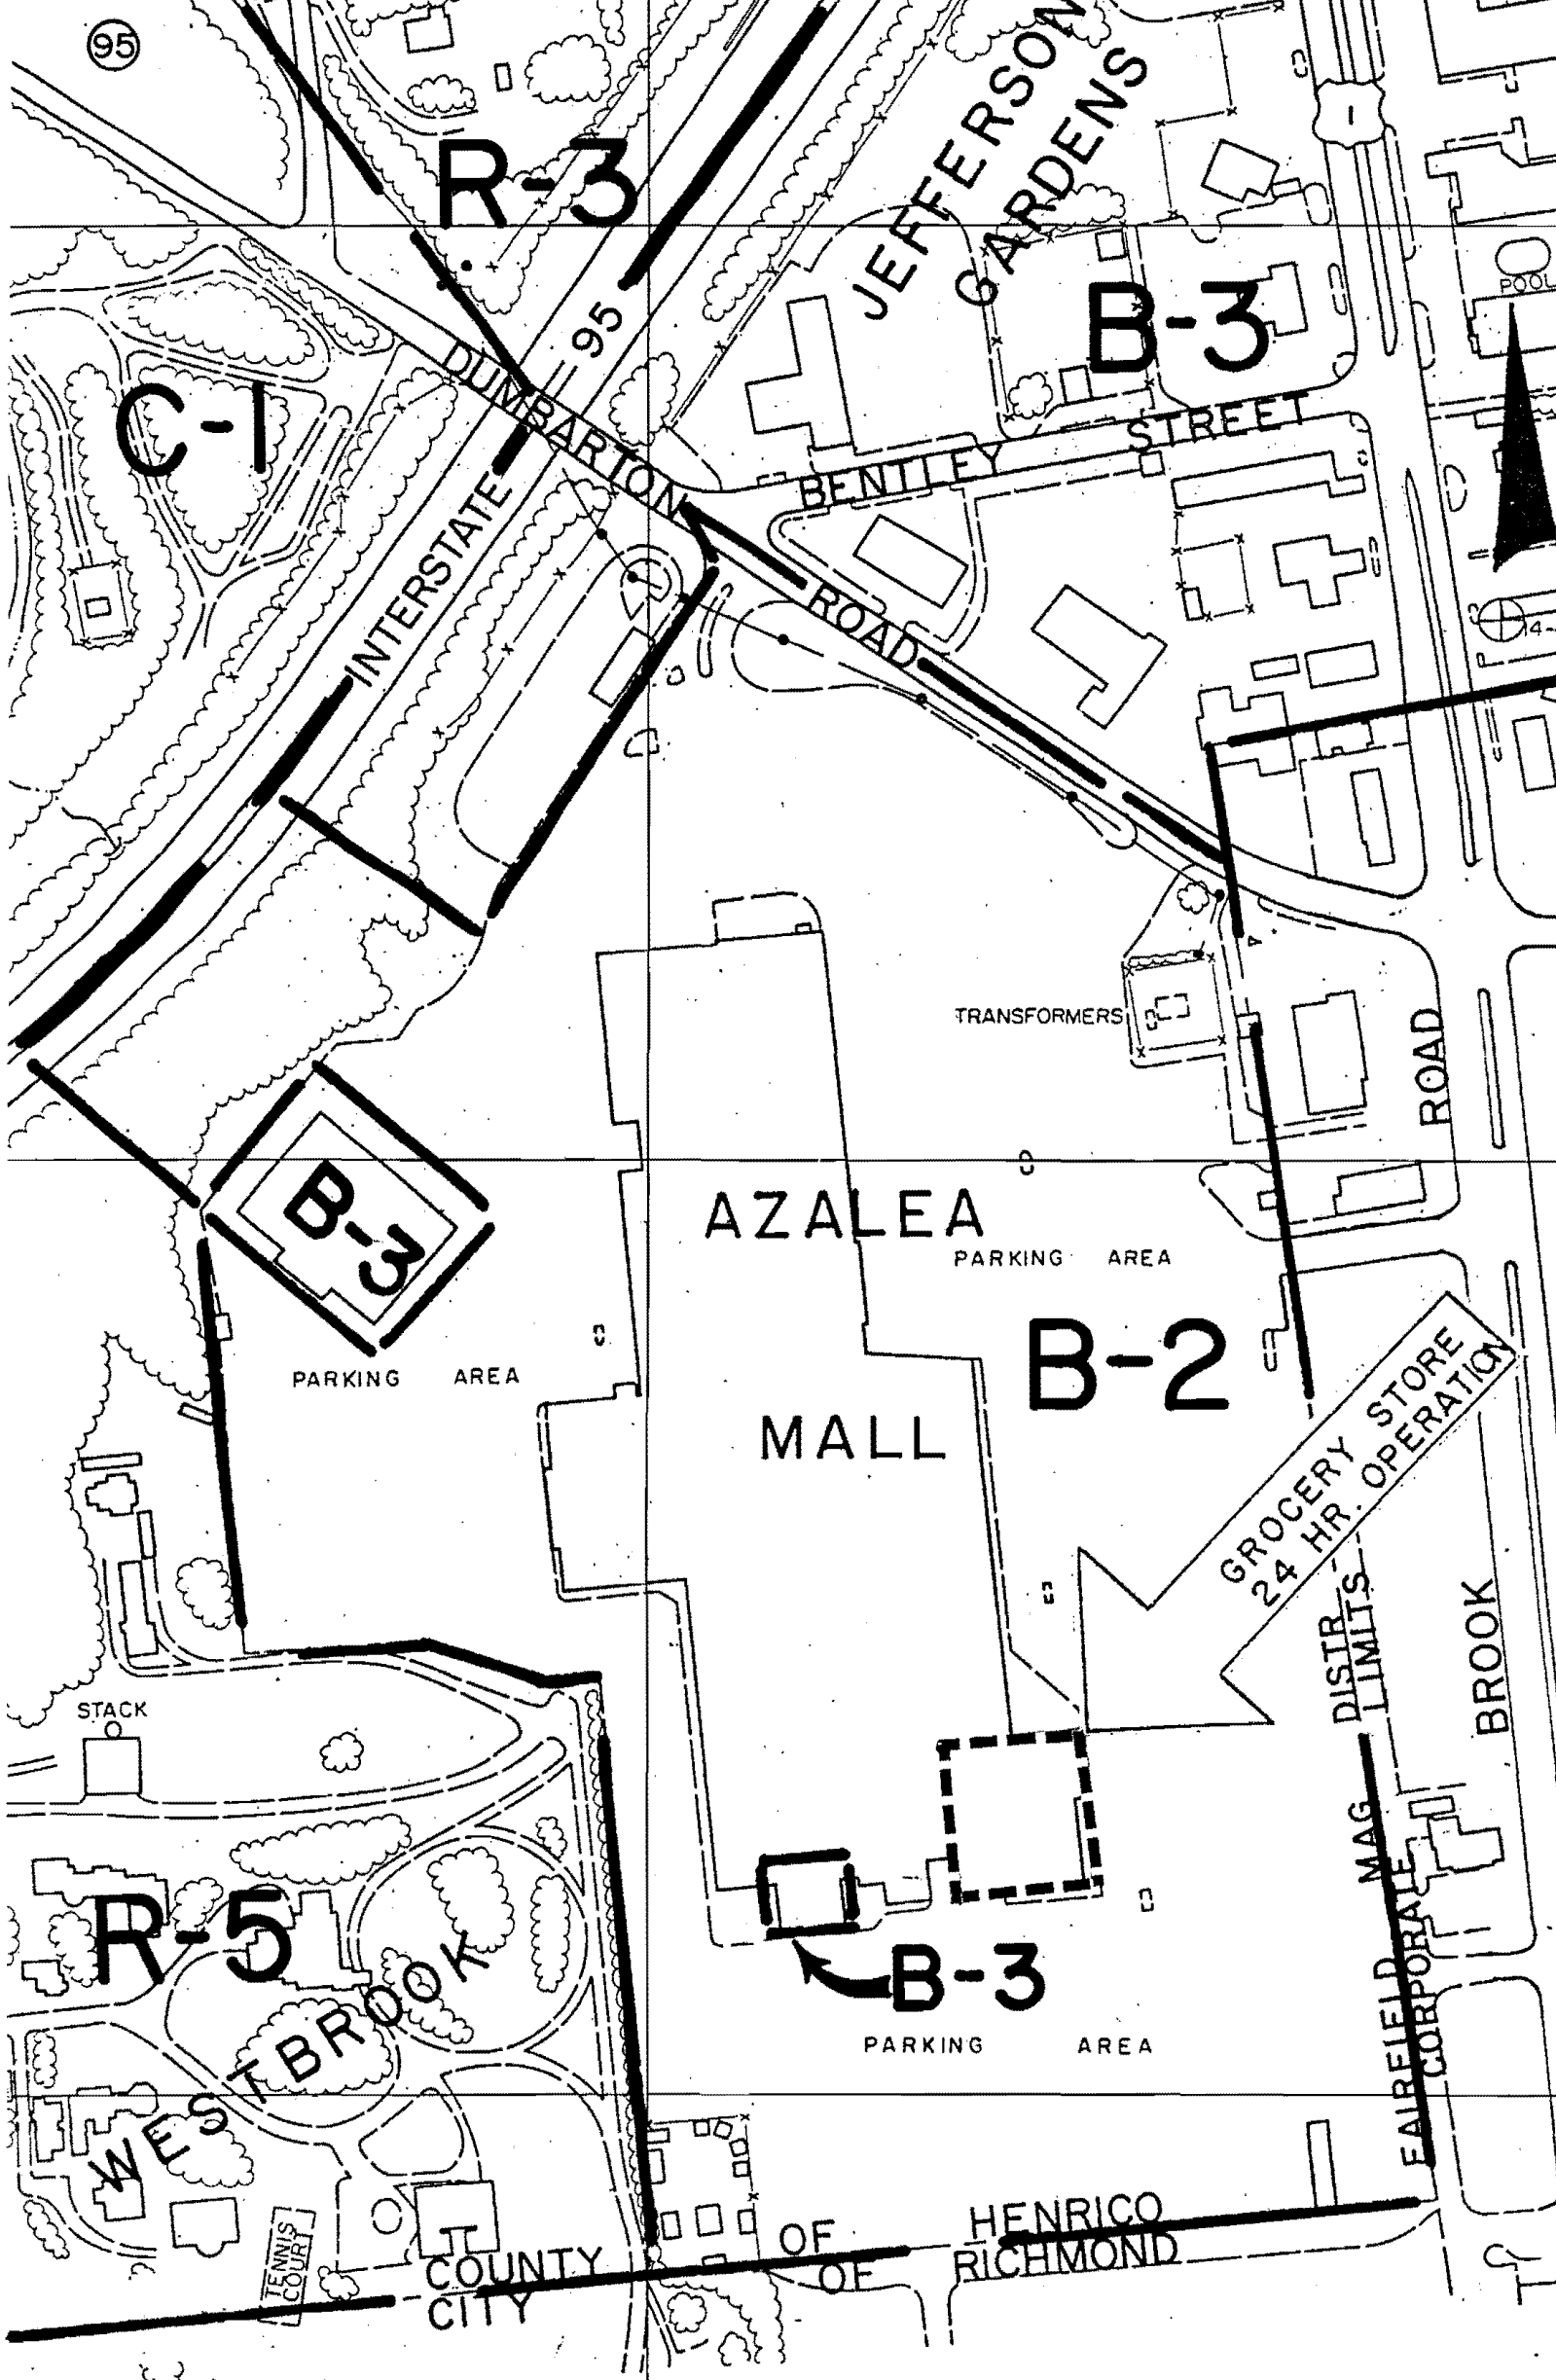 95
JEFFERSON
GARDENS
1
R-3
POOL
B-3
95
DUMBARTON
C-1
STREET
BENTLEY
INTERSTATE
ROAD
14-
TRANSFORMERS
ROAD
B-3
AZALEA
PARKING AREA
B-2
PARKING AREA
MALL
GROCERY STORE
24 HR. OPERATION
DISTR
LIMITS
BROOK
STACK
MAG
R-5
B-3
WESTBROOK
PARKING AREA
FAIRFIELD
CORPORATE
TENNIS
COURT
COUNTY OF HENRICO
CITY OF RICHMOND